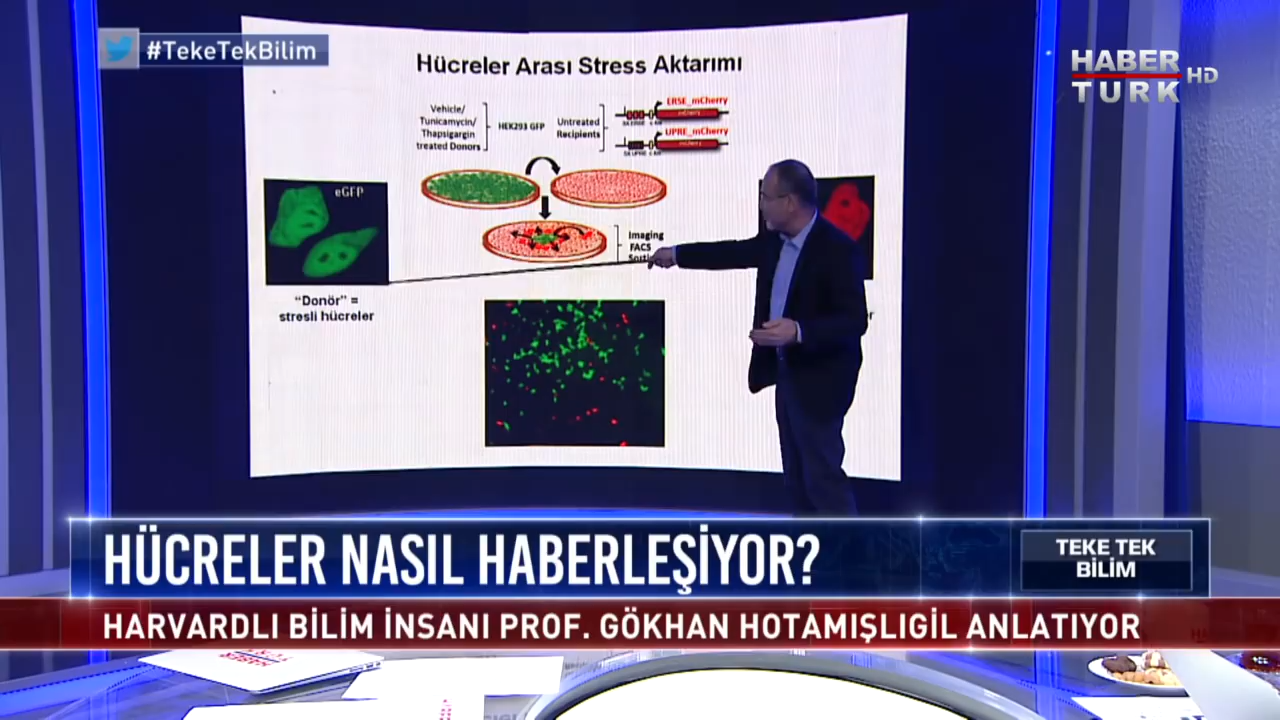 #TekeTekBilim
HABER
TURK HD
Hücreler Arası Stress Aktarımı
Vehicle/
Tunicamycin/
Thapsigargin
treated Donors
HEK293 GFP
Untreated
Recipients
ERSE_mCherry
mCherry
UPRE_mCherry
mCherry
eGFP
Imaging
FACS
"Donör" =
stresli hücreler
HÜCRELER NASIL HABERLEŞİYOR?
TEKE TEK
BİLİM
HARVARDLI BİLİM İNSANI PROF. GÖKHAN HOTAMIŞLIGİL ANLATIYOR